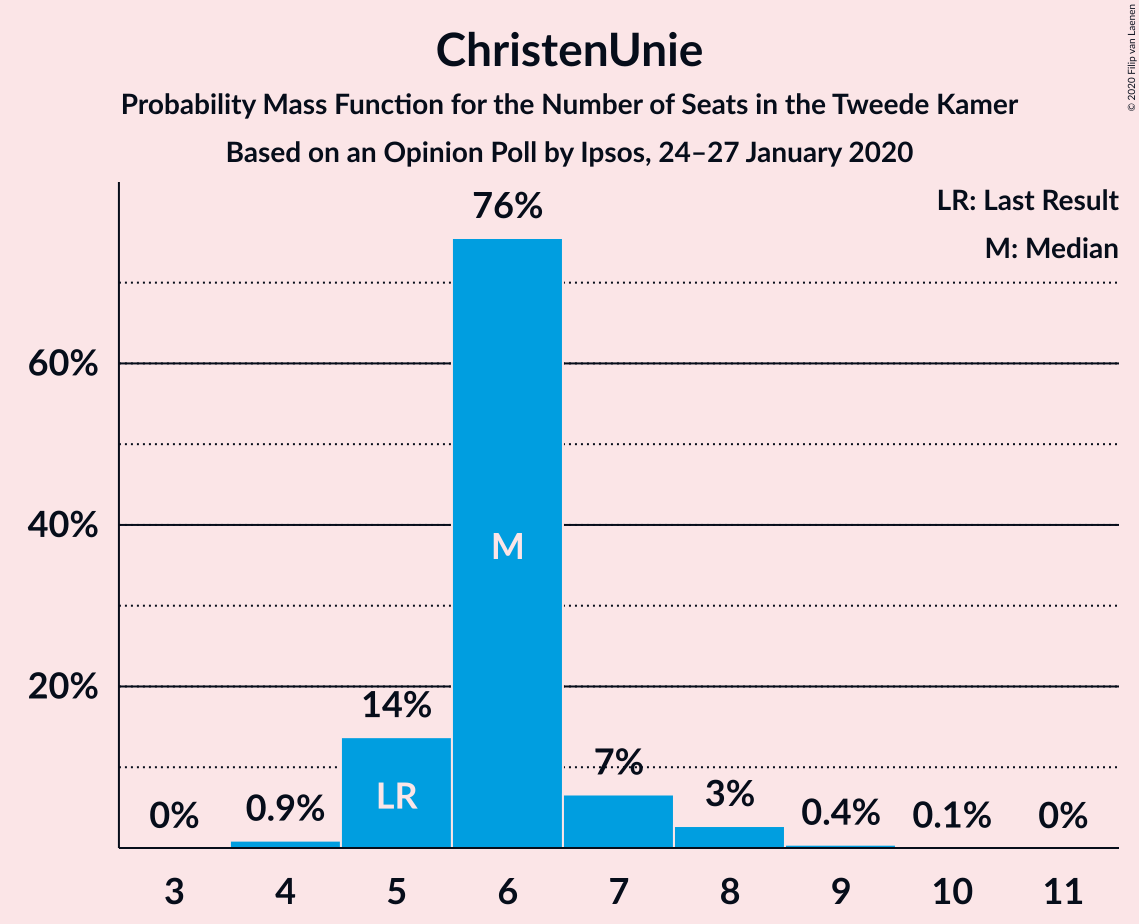 ChristenUnie
Probability Mass Function for the Number of Seats in the Tweede Kamer
Based on an Opinion Poll by Ipsos, 24–27 January 2020
© 2020 Filip van Laenen
LR: Last Result
M: Median
76%
60%
40%
20%
M
14%
LR
7%
3%
0%
0.9%
0.4%
0.1%
0%
3 4 5 6 7 8 9 10 11